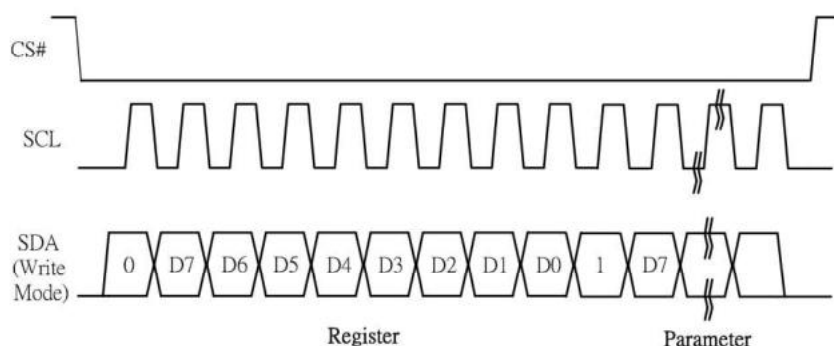 CS#
SCL
SDA
(Write
Mode)
0 D7 D6 D5 D4 D3 D2 D1 D0 1 D7
Register Parameter